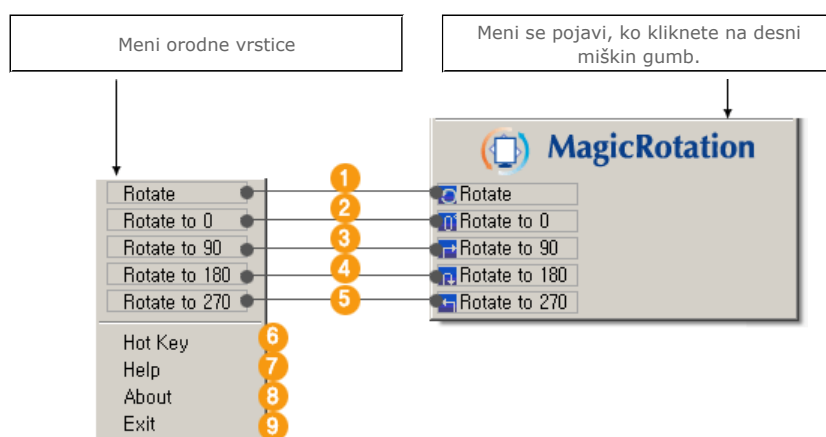 Meni orodne vrstice
Meni se pojavi, ko kliknete na desni
miškin gumb.
MagicRotation
Rotate
1
Rotate
Rotate to 0
2
Rotate to 0
Rotate to 90
3
Rotate to 90
Rotate to 180
4
Rotate to 180
Rotate to 270
5
Rotate to 270
Hot Key
6
Help
7
About
8
Exit
9